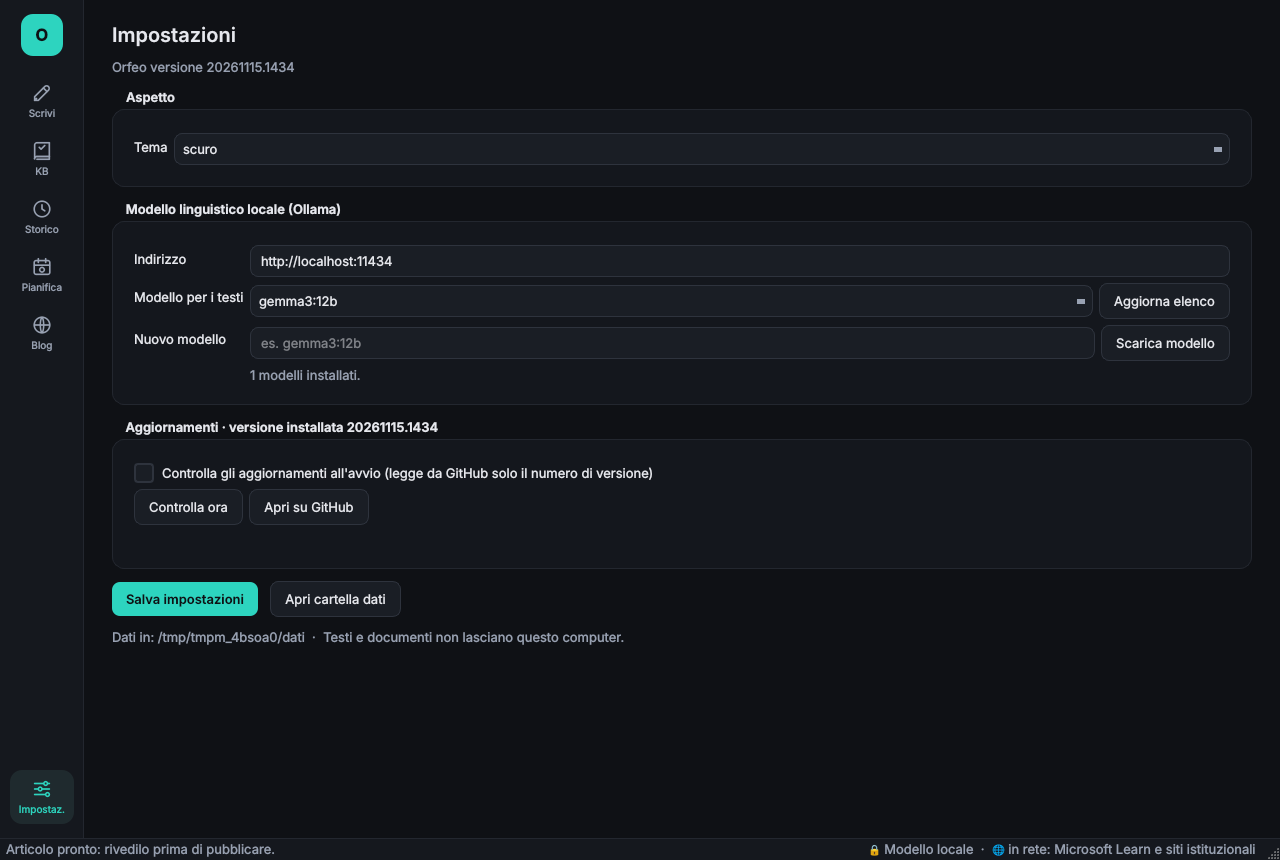 O
Scrivi
KB
Storico
Pianifica
Blog
Impostaz.
Impostazioni
Orfeo versione 20261115.1434
Aspetto
Tema scuro
Modello linguistico locale (Ollama)
Indirizzo http://localhost:11434
Modello per i testi gemma3:12b Aggiorna elenco
Nuovo modello es. gemma3:12b Scarica modello
1 modelli installati.
Aggiornamenti · versione installata 20261115.1434
Controlla gli aggiornamenti all'avvio (legge da GitHub solo il numero di versione)
Controlla ora Apri su GitHub
Salva impostazioni Apri cartella dati
Dati in: /tmp/tmpm_4bsoa0/dati · Testi e documenti non lasciano questo computer.
Articolo pronto: rivedilo prima di pubblicare. Modello locale · in rete: Microsoft Learn e siti istituzionali